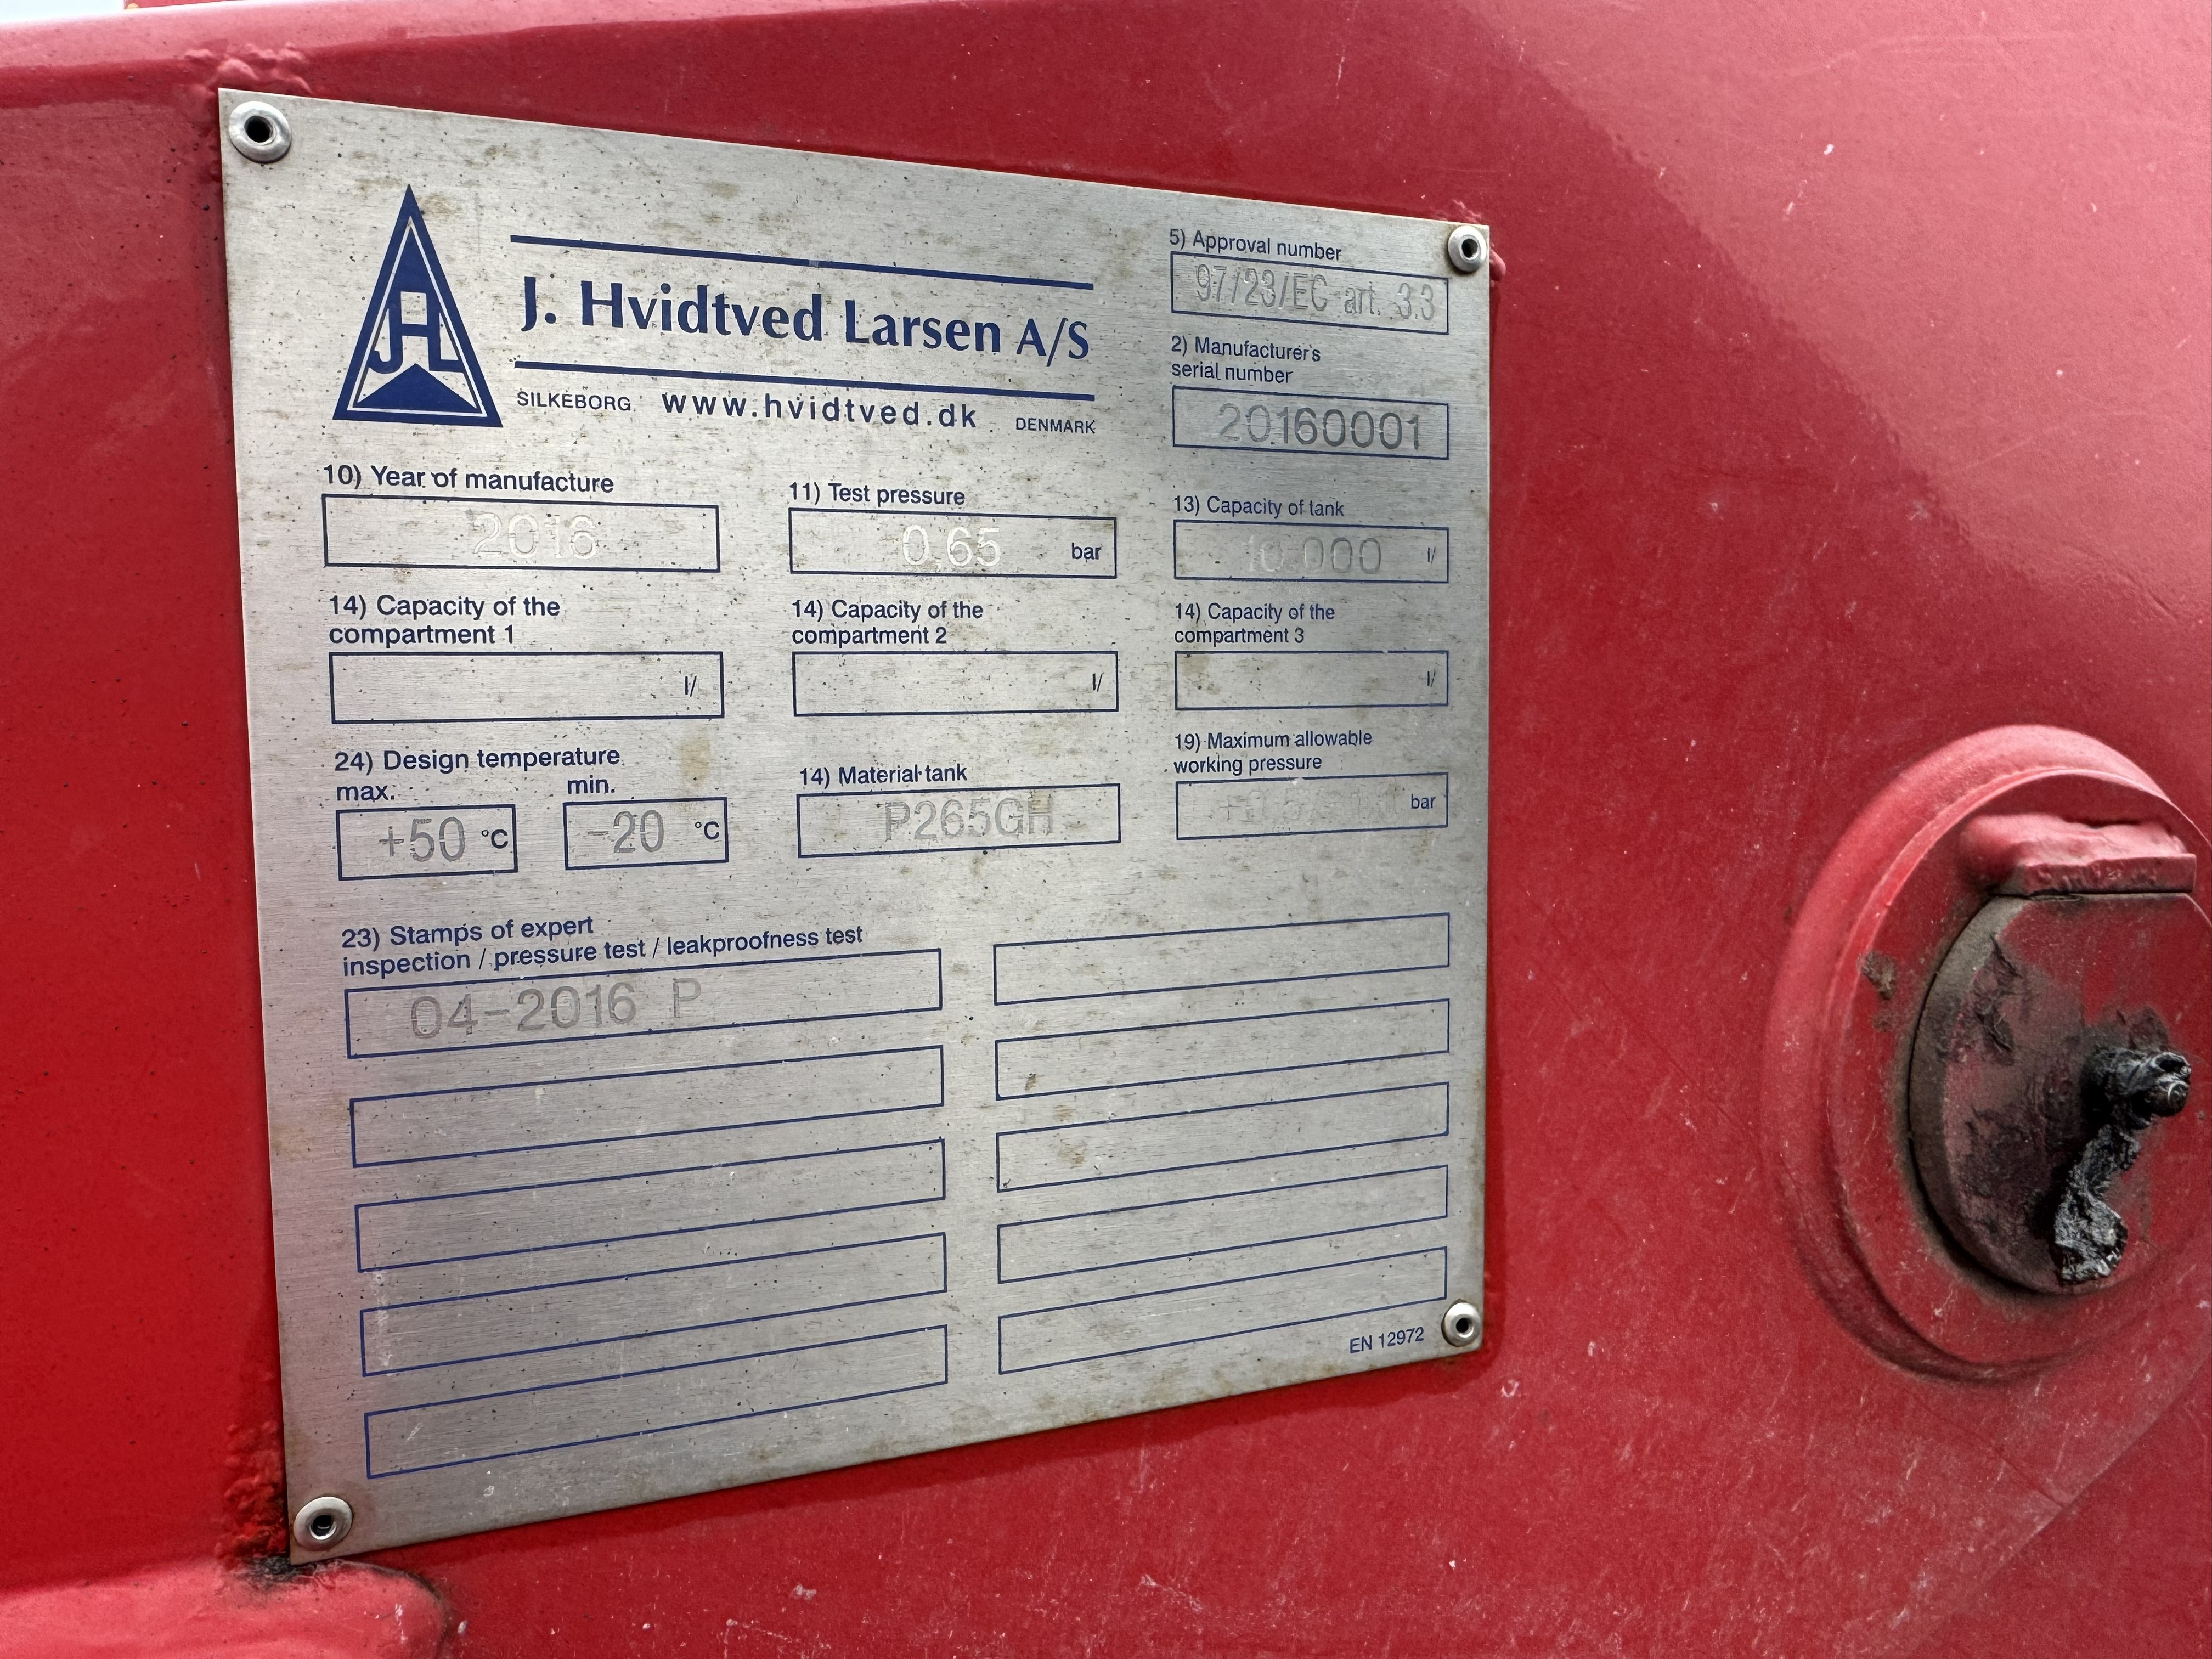 JHL
J. Hvidtved Larsen A/S
SILKEBORG www.hvidtved.dk DENMARK
5) Approval number
97/23/EC art. 3.3
2) Manufacturer's
serial number
20160001
10) Year of manufacture
2016
11) Test pressure
0.65 bar
13) Capacity of tank
10.000 l/
14) Capacity of the
compartment 1
l/
14) Capacity of the
compartment 2
l/
14) Capacity of the
compartment 3
l/
24) Design temperature
max. min.
+50 °C -20 °C
14) Material tank
P265GH
19) Maximum allowable
working pressure
bar
23) Stamps of expert
inspection / pressure test / leakproofness test
04-2016 P
EN 12972